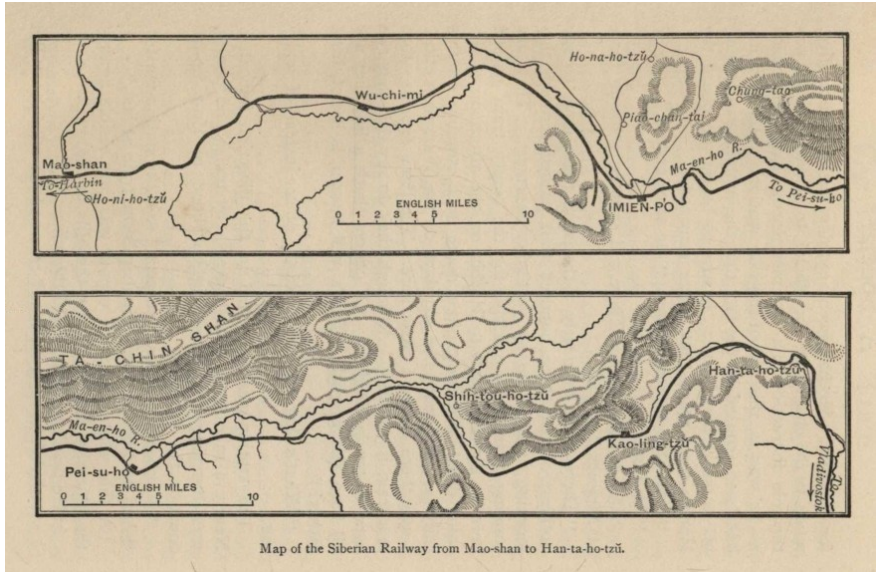 Ho-na-ho-tzŭ
Chung-tao
Wu-chi-mi
Piao-chan-tai
Mao-shan
Ma-en-ho R.
To Harbin
Ho-ni-ho-tzŭ
To Pei-su-ho
ENGLISH MILES
0 1 2 3 4 5 10
IMIEN-PŎ
TA-CHIN SHAN
Han-ta-ho-tzŭ
Shih-tou-ho-tzŭ
Ma-en-ho R.
Kao-ling-tzŭ
Pei-su-ho
To Vladivostok
ENGLISH MILES
0 1 2 3 4 5 10
Map of the Siberian Railway from Mao-shan to Han-ta-ho-tzŭ.